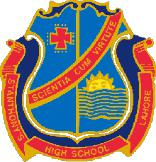 SCIENTIA CUM VIRTUTE
ST. ANTHONY'S
HIGH SCHOOL
LAHORE